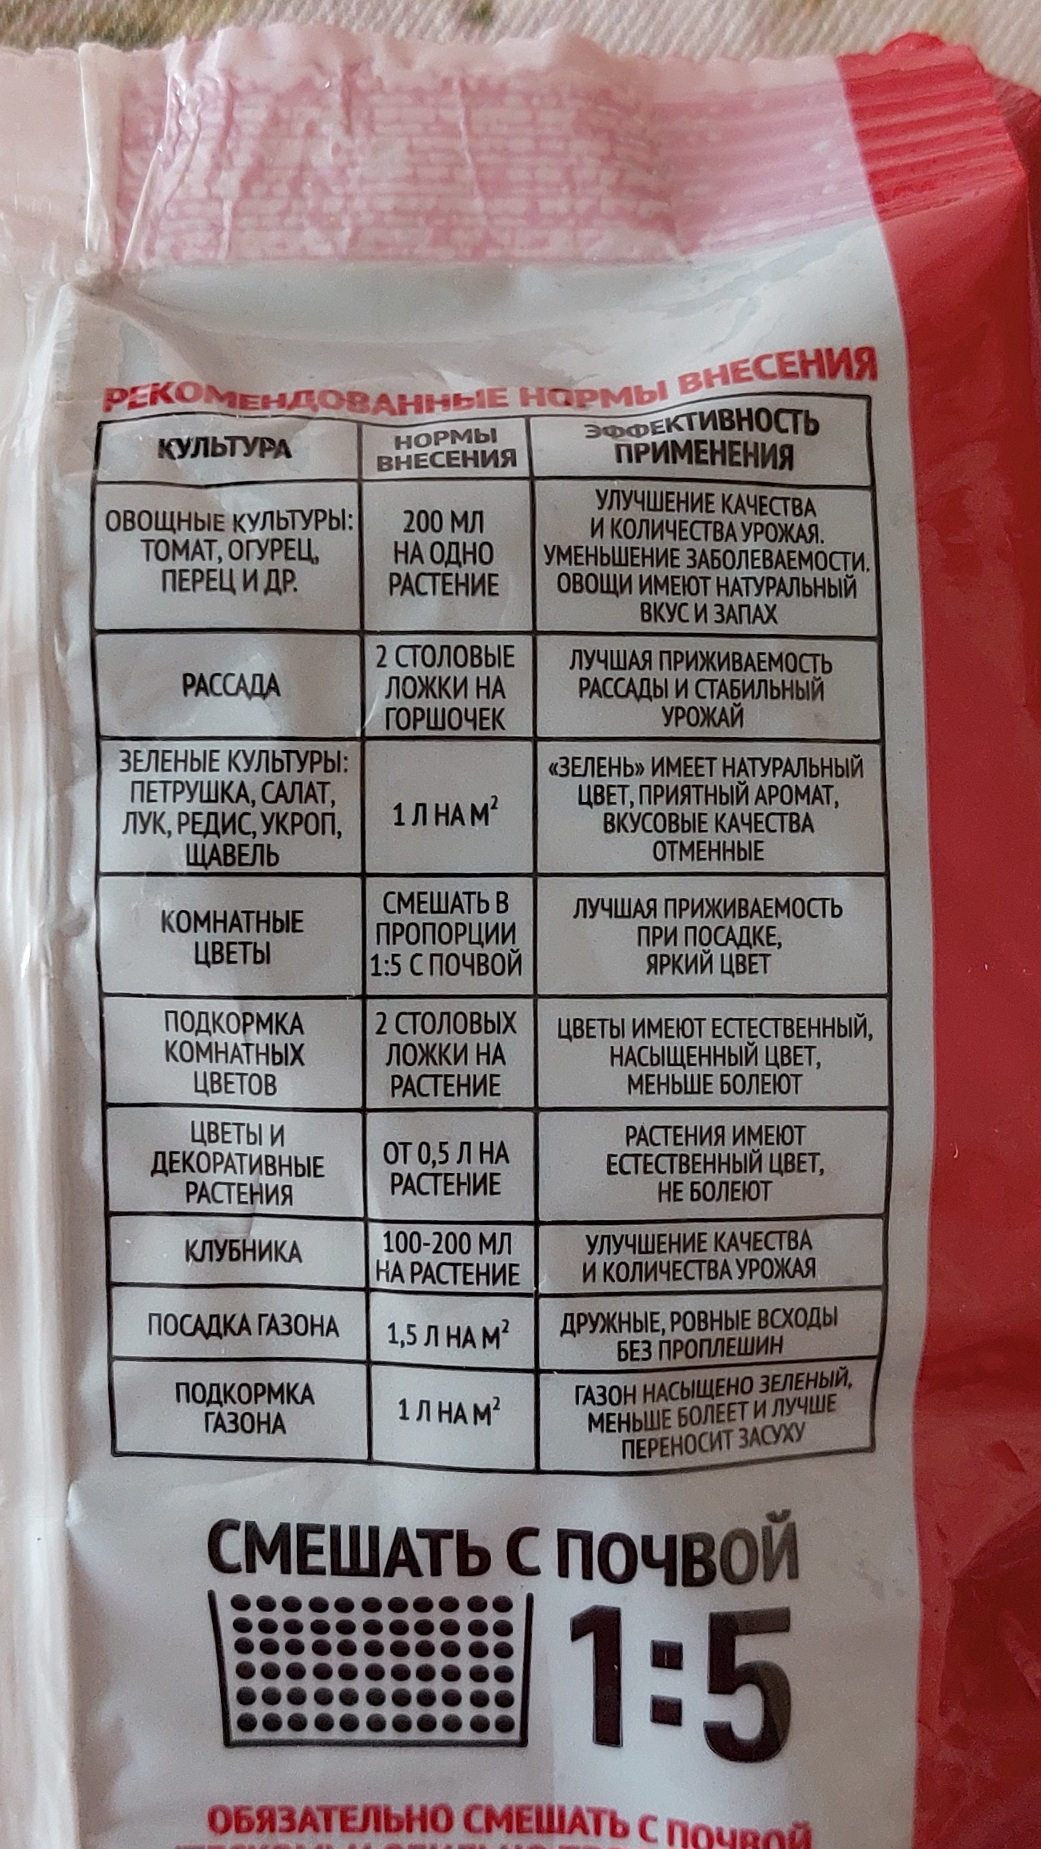 РЕКОМЕНДОВАННЫЕ НОРМЫ ВНЕСЕНИЯ
КУЛЬТУРА
НОРМЫ
ВНЕСЕНИЯ
ЭФФЕКТИВНОСТЬ
ПРИМЕНЕНИЯ
ОВОЩНЫЕ КУЛЬТУРЫ:
ТОМАТ, ОГУРЕЦ,
ПЕРЕЦ И ДР.
200 МЛ
НА ОДНО
РАСТЕНИЕ
УЛУЧШЕНИЕ КАЧЕСТВА
И КОЛИЧЕСТВА УРОЖАЯ.
УМЕНЬШЕНИЕ ЗАБОЛЕВАЕМОСТИ.
ОВОЩИ ИМЕЮТ НАТУРАЛЬНЫЙ
ВКУС И ЗАПАХ
РАССАДА
2 СТОЛОВЫЕ
ЛОЖКИ НА
ГОРШОЧЕК
ЛУЧШАЯ ПРИЖИВАЕМОСТЬ
РАССАДЫ И СТАБИЛЬНЫЙ
УРОЖАЙ
ЗЕЛЕНЫЕ КУЛЬТУРЫ:
ПЕТРУШКА, САЛАТ,
ЛУК, РЕДИС, УКРОП,
ЩАВЕЛЬ
1 Л НА М²
«ЗЕЛЕНЬ» ИМЕЕТ НАТУРАЛЬНЫЙ
ЦВЕТ, ПРИЯТНЫЙ АРОМАТ,
ВКУСОВЫЕ КАЧЕСТВА
ОТМЕННЫЕ
КОМНАТНЫЕ
ЦВЕТЫ
СМЕШАТЬ В
ПРОПОРЦИИ
1:5 С ПОЧВОЙ
ЛУЧШАЯ ПРИЖИВАЕМОСТЬ
ПРИ ПОСАДКЕ,
ЯРКИЙ ЦВЕТ
ПОДКОРМКА
КОМНАТНЫХ
ЦВЕТОВ
2 СТОЛОВЫХ
ЛОЖКИ НА
РАСТЕНИЕ
ЦВЕТЫ ИМЕЮТ ЕСТЕСТВЕННЫЙ,
НАСЫЩЕННЫЙ ЦВЕТ,
МЕНЬШЕ БОЛЕЮТ
ЦВЕТЫ И
ДЕКОРАТИВНЫЕ
РАСТЕНИЯ
ОТ 0,5 Л НА
РАСТЕНИЕ
РАСТЕНИЯ ИМЕЮТ
ЕСТЕСТВЕННЫЙ ЦВЕТ,
НЕ БОЛЕЮТ
КЛУБНИКА
100-200 МЛ
НА РАСТЕНИЕ
УЛУЧШЕНИЕ КАЧЕСТВА
И КОЛИЧЕСТВА УРОЖАЯ
ПОСАДКА ГАЗОНА
1,5 Л НА М²
ДРУЖНЫЕ, РОВНЫЕ ВСХОДЫ
БЕЗ ПРОПЛЕШИН
ПОДКОРМКА
ГАЗОНА
1 Л НА М²
ГАЗОН НАСЫЩЕНО ЗЕЛЕНЫЙ,
МЕНЬШЕ БОЛЕЕТ И ЛУЧШЕ
ПЕРЕНОСИТ ЗАСУХУ
СМЕШАТЬ С ПОЧВОЙ
1:5
ОБЯЗАТЕЛЬНО СМЕШАТЬ С ПОЧВОЙ